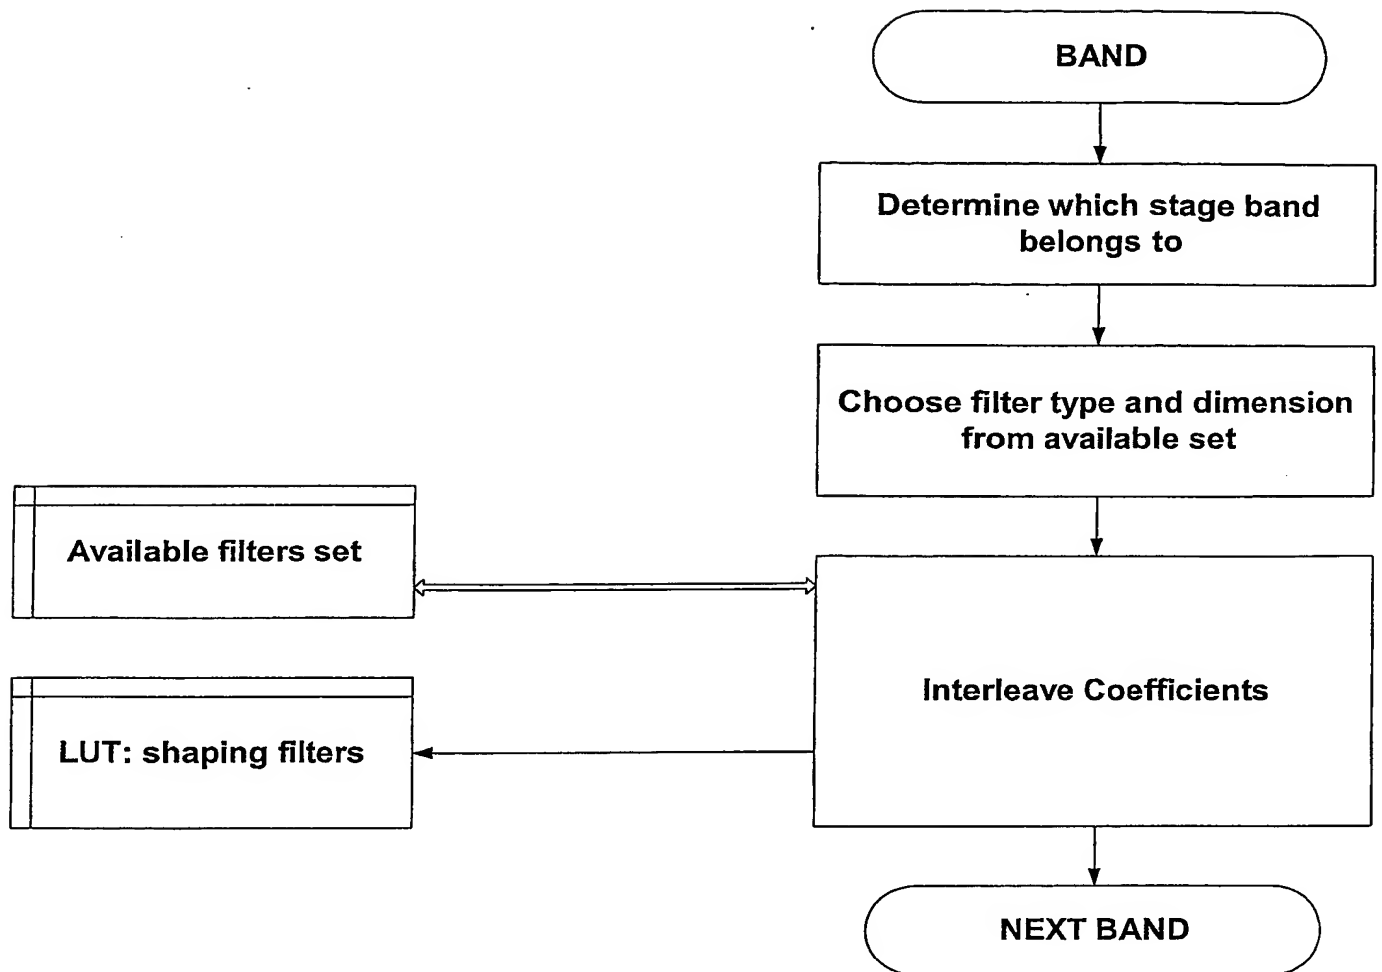 BAND
Determine which stage band
belongs to
Choose filter type and dimension
from available set
Available filters set
Interleave Coefficients
LUT: shaping filters
NEXT BAND